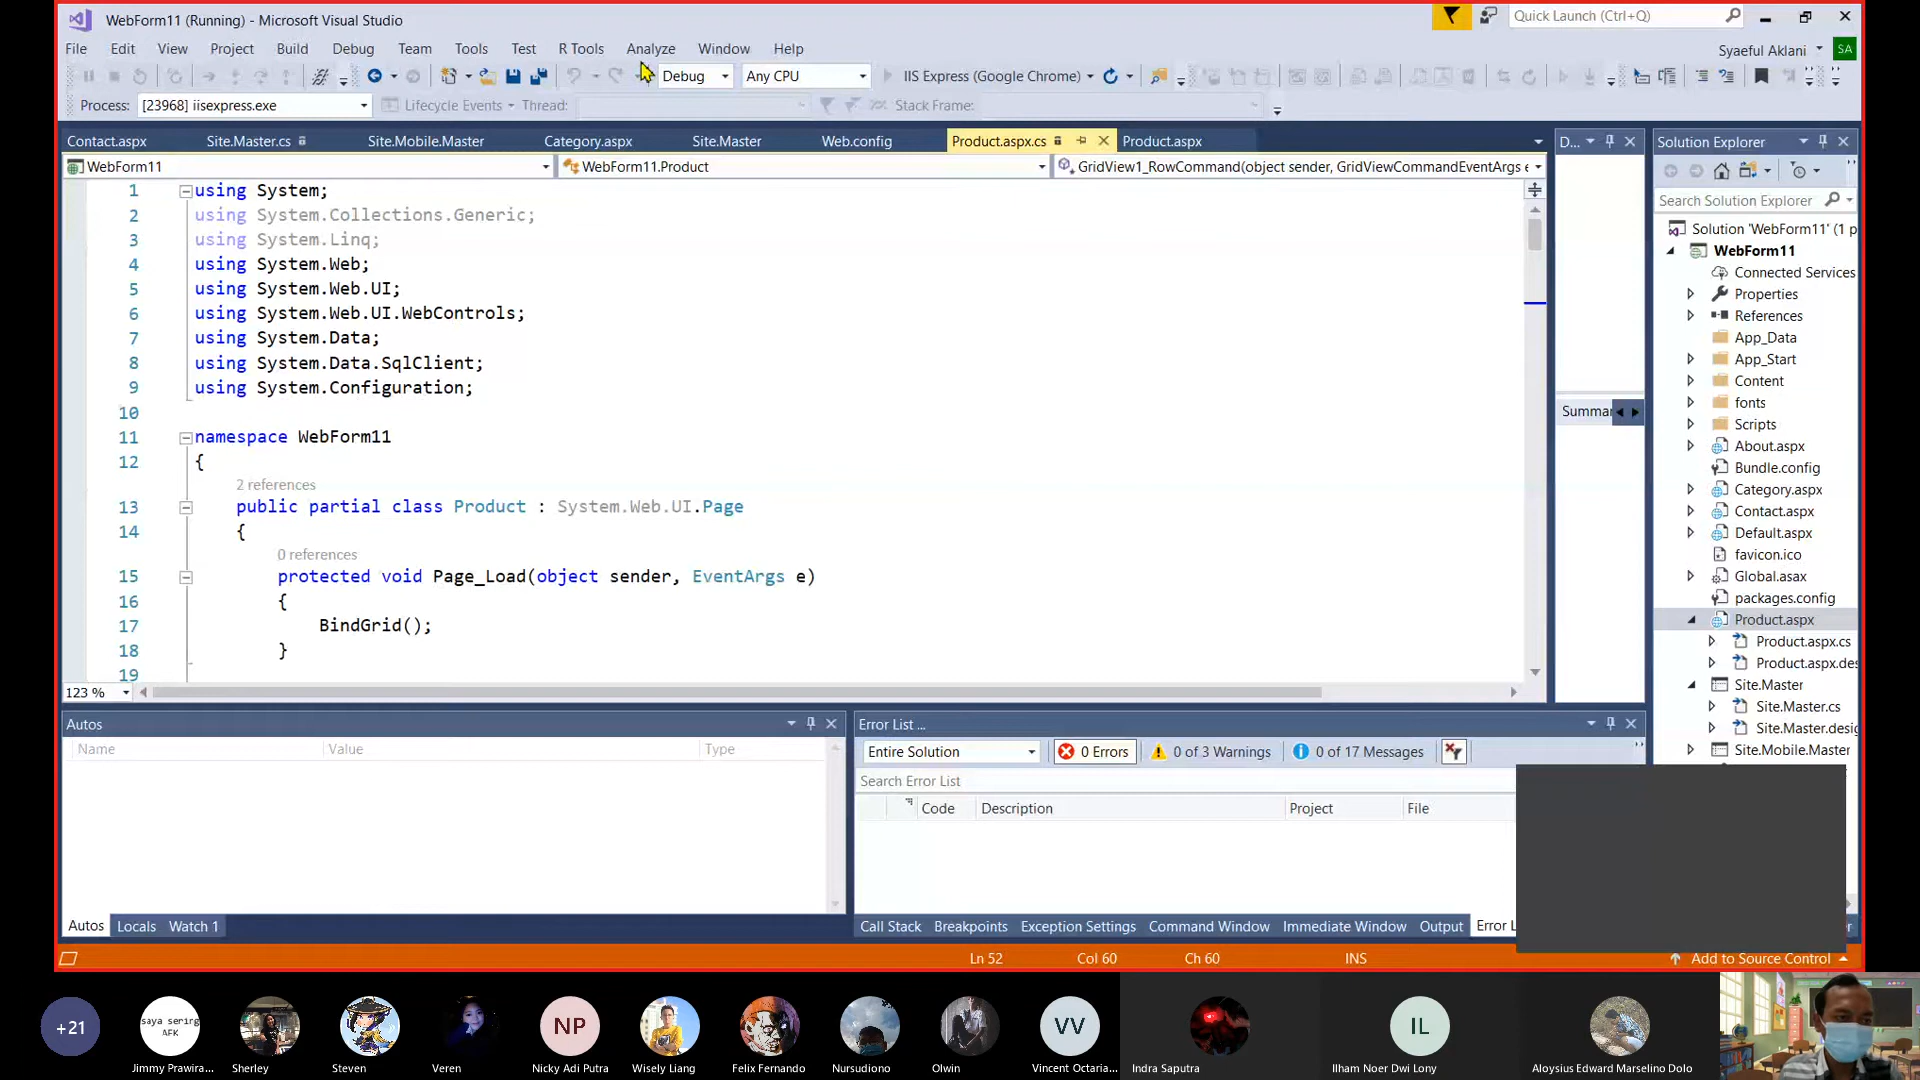 WebForm11 (Running) - Microsoft Visual Studio
Quick Launch (Ctrl+Q)
File Edit View Project Build Debug Team Tools Test R Tools Analyze Window Help
Syaeful Aklani SA
Debug Any CPU IIS Express (Google Chrome)
Process: [23968] iisexpress.exe Lifecycle Events Thread: Stack Frame:
Contact.aspx Site.Master.cs Site.Mobile.Master Category.aspx Site.Master Web.config Product.aspx.cs Product.aspx
D...
Solution Explorer
WebForm11 WebForm11.Product GridView1_RowCommand(object sender, GridViewCommandEventArgs e
Search Solution Explorer
1 using System;
2 using System.Collections.Generic;
3 using System.Linq;
4 using System.Web;
5 using System.Web.UI;
6 using System.Web.UI.WebControls;
7 using System.Data;
8 using System.Data.SqlClient;
9 using System.Configuration;
10
11 namespace WebForm11
12 {
2 references
13 public partial class Product : System.Web.UI.Page
14 {
0 references
15 protected void Page_Load(object sender, EventArgs e)
16 {
17 BindGrid();
18 }
19
123 %
Summar
Solution 'WebForm11' (1 p
WebForm11
Connected Services
Properties
References
App_Data
App_Start
Content
fonts
Scripts
About.aspx
Bundle.config
Category.aspx
Contact.aspx
Default.aspx
favicon.ico
Global.asax
packages.config
Product.aspx
Product.aspx.cs
Product.aspx.des
Site.Master
Site.Master.cs
Site.Master.desig
Site.Mobile.Master
Autos
Name Value Type
Autos Locals Watch 1
Error List ...
Entire Solution 0 Errors 0 of 3 Warnings 0 of 17 Messages
Search Error List
Code Description Project File
Call Stack Breakpoints Exception Settings Command Window Immediate Window Output Error L
Ln 52 Col 60 Ch 60 INS Add to Source Control
+21
saya sering
AFK
NP
VV
IL
Jimmy Prawira... Sherley Steven Veren Nicky Adi Putra Wisely Liang Felix Fernando Nursudiono Olwin Vincent Octaria... Indra Saputra Ilham Noer Dwi Lony Aloysius Edward Marselino Dolo